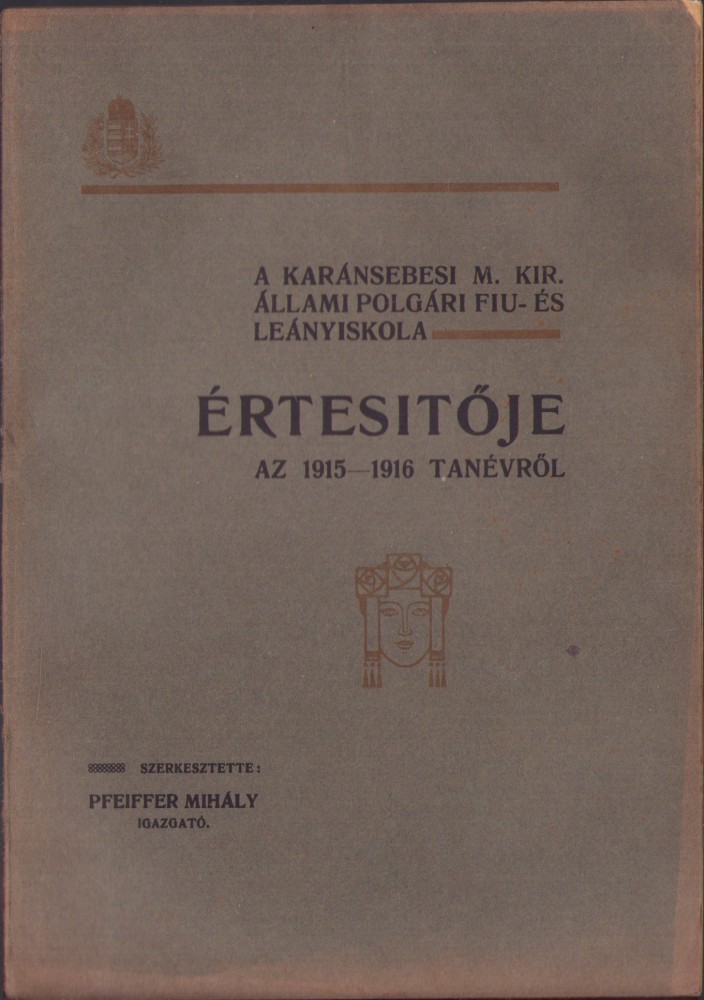 A KARÁNSEBESI M. KIR.
ÁLLAMI POLGÁRI FIU- ÉS
LEÁNYISKOLA
ÉRTESITŐJE
AZ 1915—1916 TANÉVRŐL
SZERKESZTETTE:
PFEIFFER MIHÁLY
IGAZGATÓ.